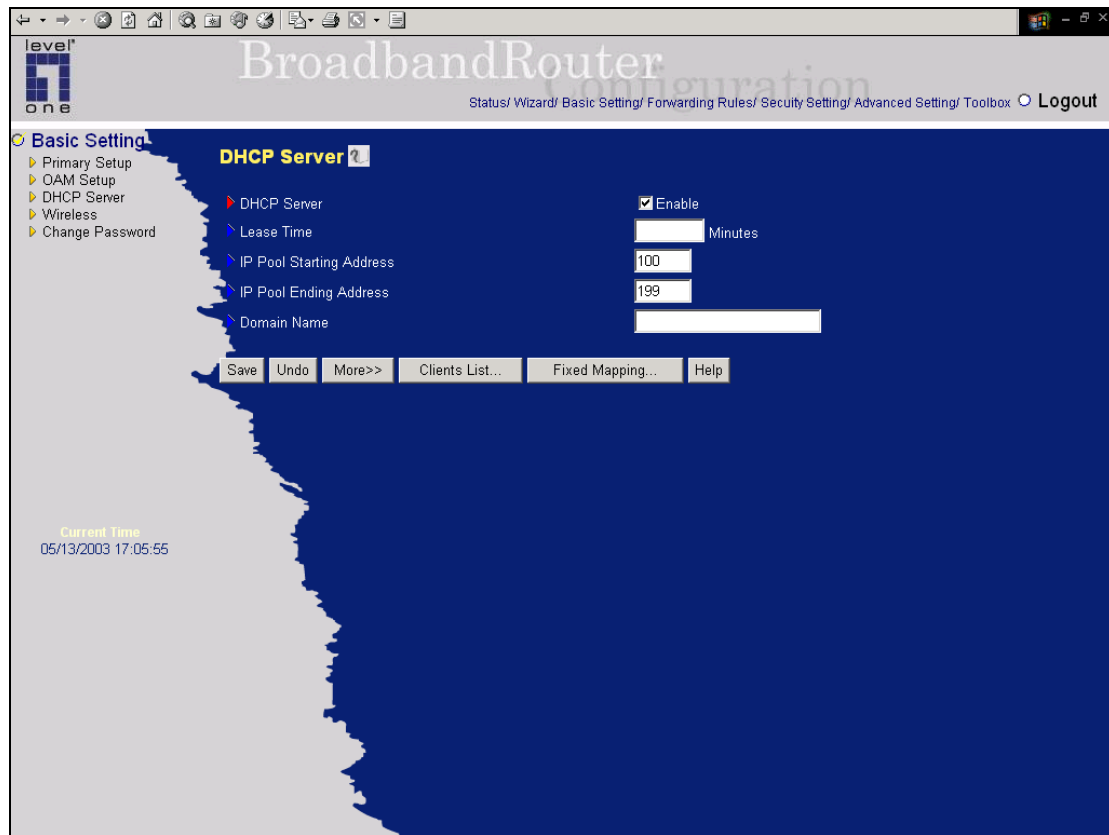 level
one
BroadbandRouter
Configuration
Status/ Wizard/ Basic Setting/ Forwarding Rules/ Secuity Setting/ Advanced Setting/ Toolbox Logout
Basic Setting
Primary Setup
OAM Setup
DHCP Server
Wireless
Change Password
DHCP Server
DHCP Server Enable
Lease Time Minutes
IP Pool Starting Address 100
IP Pool Ending Address 199
Domain Name
Save Undo More>> Clients List... Fixed Mapping... Help
Current Time
05/13/2003 17:05:55